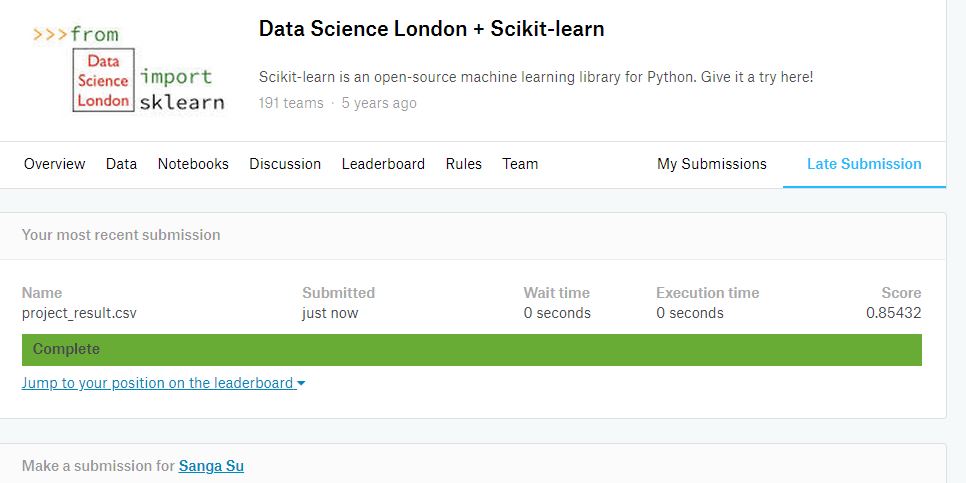 >>>from
Data
Science
London
import
sklearn
Data Science London + Scikit-learn
Scikit-learn is an open-source machine learning library for Python. Give it a try here!
191 teams · 5 years ago
Overview Data Notebooks Discussion Leaderboard Rules Team My Submissions Late Submission
Your most recent submission
Name Submitted Wait time Execution time Score
project_result.csv just now 0 seconds 0 seconds 0.85432
Complete
Jump to your position on the leaderboard
Make a submission for Sanga Su